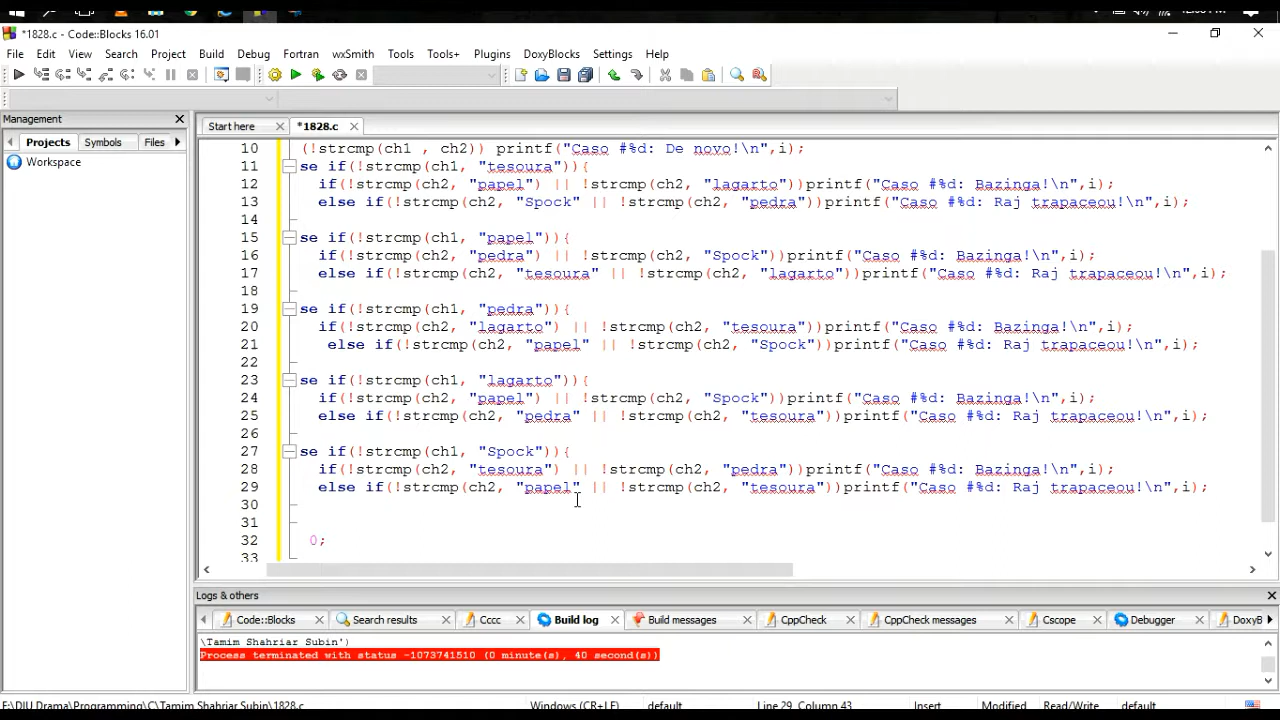 *1828.c - Code::Blocks 16.01
File Edit View Search Project Build Debug Fortran wxSmith Tools Tools+ Plugins DoxyBlocks Settings Help
Management
Start here *1828.c
Projects Symbols Files
Workspace
10 (!strcmp(ch1 , ch2)) printf("Caso #%d: De novo!\n",i);
11 se if(!strcmp(ch1, "tesoura")){
12 if(!strcmp(ch2, "papel") || !strcmp(ch2, "lagarto"))printf("Caso #%d: Bazinga!\n",i);
13 else if(!strcmp(ch2, "Spock" || !strcmp(ch2, "pedra"))printf("Caso #%d: Raj trapaceou!\n",i);
14
15 se if(!strcmp(ch1, "papel")){
16 if(!strcmp(ch2, "pedra") || !strcmp(ch2, "Spock"))printf("Caso #%d: Bazinga!\n",i);
17 else if(!strcmp(ch2, "tesoura" || !strcmp(ch2, "lagarto"))printf("Caso #%d: Raj trapaceou!\n",i);
18
19 se if(!strcmp(ch1, "pedra")){
20 if(!strcmp(ch2, "lagarto") || !strcmp(ch2, "tesoura"))printf("Caso #%d: Bazinga!\n",i);
21 else if(!strcmp(ch2, "papel" || !strcmp(ch2, "Spock"))printf("Caso #%d: Raj trapaceou!\n",i);
22
23 se if(!strcmp(ch1, "lagarto")){
24 if(!strcmp(ch2, "papel") || !strcmp(ch2, "Spock"))printf("Caso #%d: Bazinga!\n",i);
25 else if(!strcmp(ch2, "pedra" || !strcmp(ch2, "tesoura"))printf("Caso #%d: Raj trapaceou!\n",i);
26
27 se if(!strcmp(ch1, "Spock")){
28 if(!strcmp(ch2, "tesoura") || !strcmp(ch2, "pedra"))printf("Caso #%d: Bazinga!\n",i);
29 else if(!strcmp(ch2, "papel" || !strcmp(ch2, "tesoura"))printf("Caso #%d: Raj trapaceou!\n",i);
30
31
32 0;
33
Logs & others
Code::Blocks Search results Cccc Build log Build messages CppCheck CppCheck messages Cscope Debugger DoxyB
\Tamim Shahriar Subin')
Process terminated with status -1073741510 (0 minute(s), 40 second(s))
E:\DIU Drama\Programming\C\Tamim Shahriar Subin\1828.c Windows (CR+LF) default Line 29, Column 43 Insert Modified Read/Write default